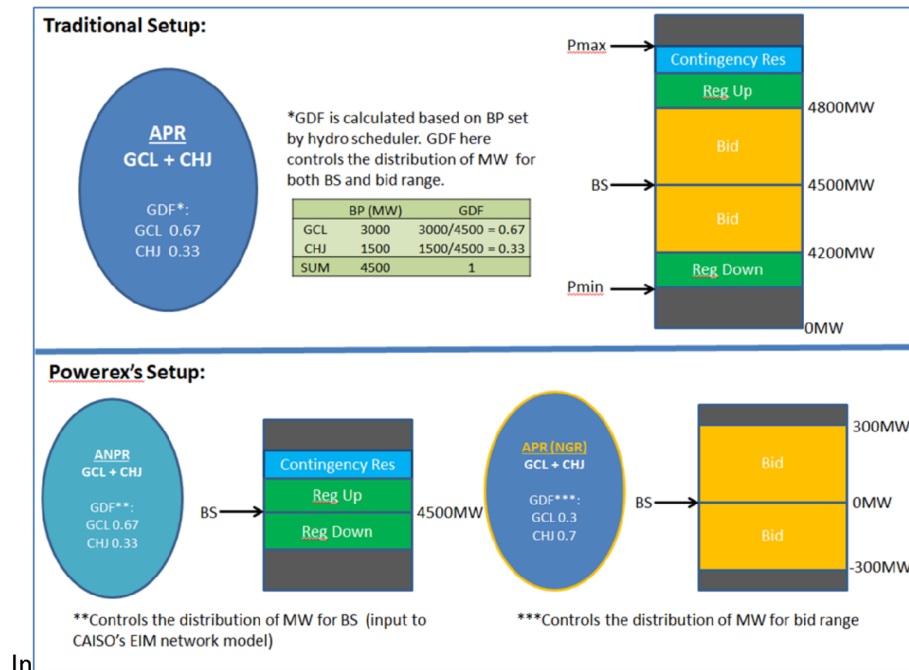 Traditional Setup:
APR
GCL + CHJ
GDF*:
GCL 0.67
CHJ 0.33
*GDF is calculated based on BP set
by hydro scheduler. GDF here
controls the distribution of MW for
both BS and bid range.
BP (MW) GDF
GCL 3000 3000/4500 = 0.67
CHJ 1500 1500/4500 = 0.33
SUM 4500 1
Pmax
Contingency Res
Reg Up
4800MW
Bid
BS
4500MW
Bid
4200MW
Reg Down
Pmin
0MW
Powerex's Setup:
ANPR
GCL + CHJ
GDF**:
GCL 0.67
CHJ 0.33
Contingency Res
Reg Up
BS
4500MW
Reg Down
APR (NGR)
GCL + CHJ
GDF***:
GCL 0.3
CHJ 0.7
300MW
Bid
BS
0MW
Bid
-300MW
**Controls the distribution of MW for BS (input to
CAISO's EIM network model)
***Controls the distribution of MW for bid range
In